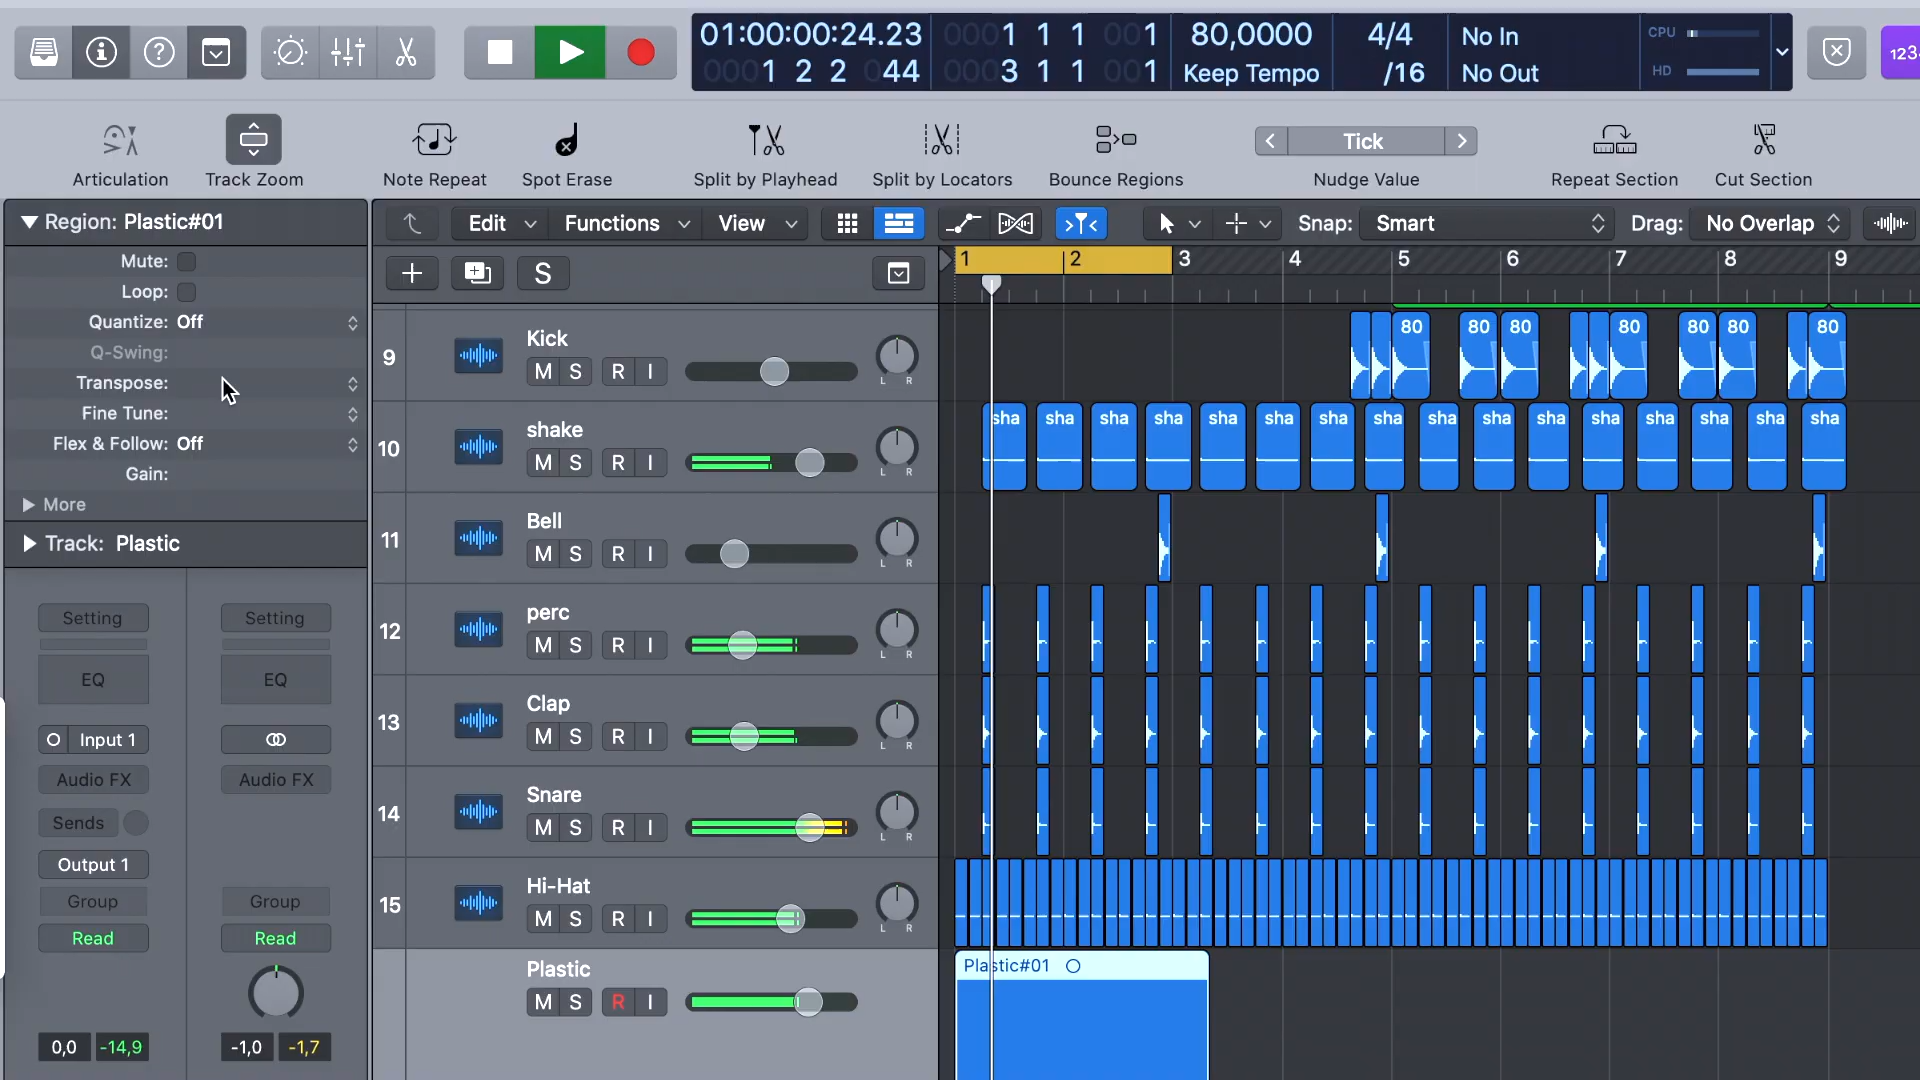 01:00:00:24.23
0001 1 1 001
80,0000
4/4
No In
CPU
0001 2 2 044
0003 1 1 001
Keep Tempo
/16
No Out
HD
Articulation
Track Zoom
Note Repeat
Spot Erase
Split by Playhead
Split by Locators
Bounce Regions
Tick
Nudge Value
Repeat Section
Cut Section
Region: Plastic#01
Mute:
Loop:
Quantize: Off
Q-Swing:
Transpose:
Fine Tune:
Flex & Follow: Off
Gain:
More
Track: Plastic
Setting
Setting
EQ
EQ
Input 1
Audio FX
Audio FX
Sends
Output 1
Group
Group
Read
Read
0,0
-14,9
-1,0
-1,7
Edit
Functions
View
Snap: Smart
Drag: No Overlap
S
1 2 3 4 5 6 7 8 9
9
Kick
M S R I
L R
80 80 80 80 80 80 80
10
shake
M S R I
L R
sha sha sha sha sha sha sha sha sha sha sha sha sha sha sha sha
11
Bell
M S R I
L R
12
perc
M S R I
L R
13
Clap
M S R I
L R
14
Snare
M S R I
L R
15
Hi-Hat
M S R I
L R
Plastic
M S R I
Plastic#01